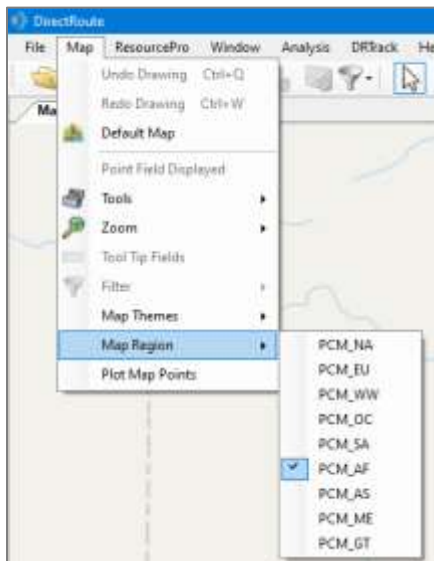 DirectRoute
File Map ResourcePro Window Analysis DRTrack He
Undo Drawing Ctrl+Q
Redo Drawing Ctrl+W
Ma
Default Map
Point Field Displayed
Tools
Zoom
Tool Tip Fields
Filter
Map Themes
Map Region
PCM_NA
Plot Map Points
PCM_EU
PCM_WW
PCM_OC
PCM_SA
PCM_AF
PCM_AS
PCM_ME
PCM_GT